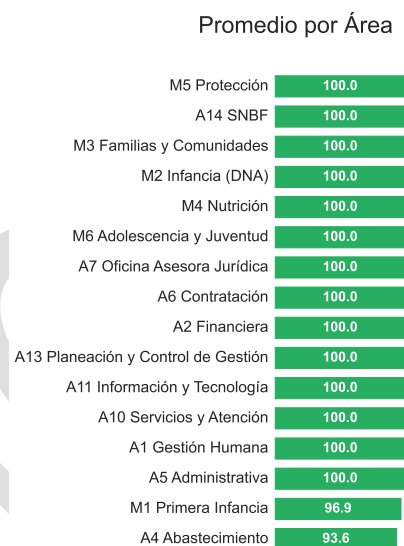 Promedio por Área
M5 Protección 100.0
A14 SNBF 100.0
M3 Familias y Comunidades 100.0
M2 Infancia (DNA) 100.0
M4 Nutrición 100.0
M6 Adolescencia y Juventud 100.0
A7 Oficina Asesora Jurídica 100.0
A6 Contratación 100.0
A2 Financiera 100.0
A13 Planeación y Control de Gestión 100.0
A11 Información y Tecnología 100.0
A10 Servicios y Atención 100.0
A1 Gestión Humana 100.0
A5 Administrativa 100.0
M1 Primera Infancia 96.9
A4 Abastecimiento 93.6